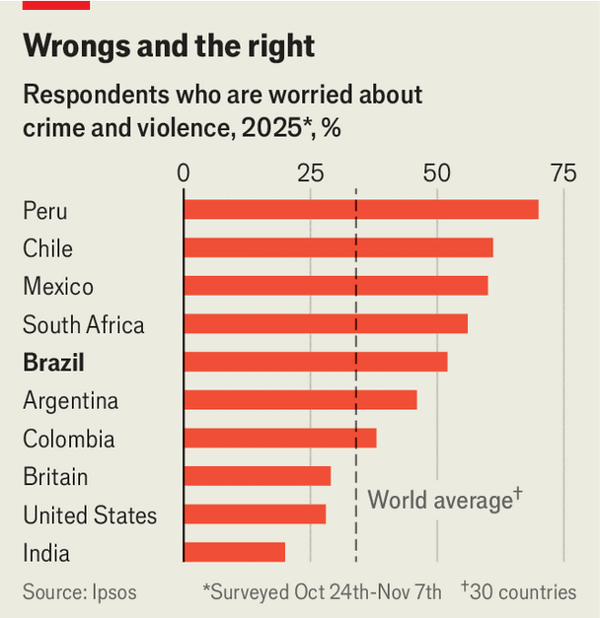 Wrongs and the right
Respondents who are worried about
crime and violence, 2025*, %
0 25 50 75
Peru
Chile
Mexico
South Africa
Brazil
Argentina
Colombia
Britain
World average†
United States
India
Source: Ipsos *Surveyed Oct 24th-Nov 7th †30 countries